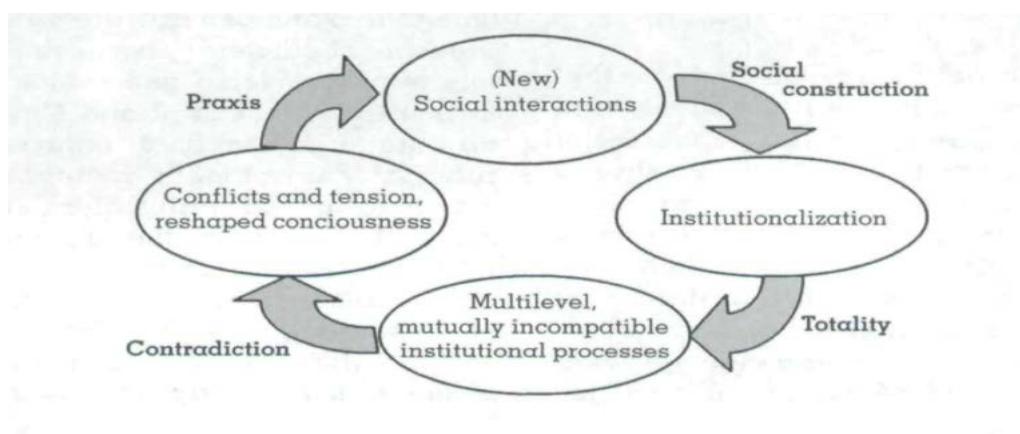 (New)
Social interactions
Social
construction
Praxis
Conflicts and tension,
reshaped conciousness
Institutionalization
Multilevel,
mutually incompatible
institutional processes
Totality
Contradiction